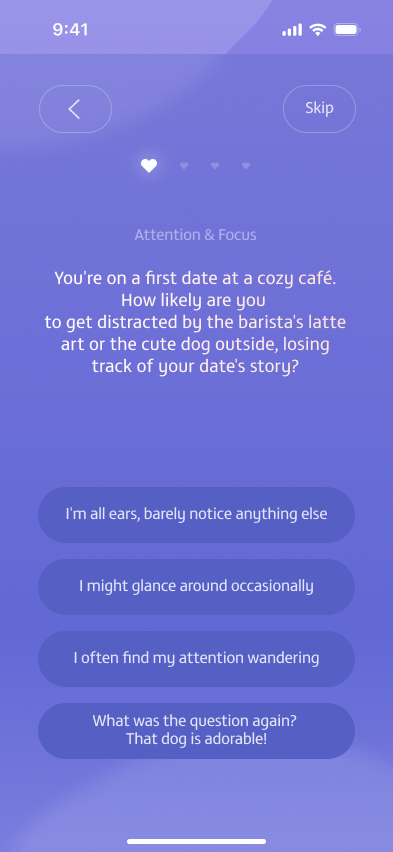 9:41
Skip
Attention & Focus
You're on a first date at a cozy café.
How likely are you
to get distracted by the barista's latte
art or the cute dog outside, losing
track of your date's story?
I'm all ears, barely notice anything else
I might glance around occasionally
I often find my attention wandering
What was the question again?
That dog is adorable!